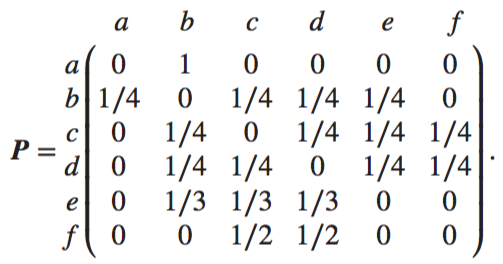 a b c d e f
a 0 1 0 0 0 0
b 1/4 0 1/4 1/4 1/4 0
P = c 0 1/4 0 1/4 1/4 1/4
d 0 1/4 1/4 0 1/4 1/4 .
e 0 1/3 1/3 1/3 0 0
f 0 0 1/2 1/2 0 0